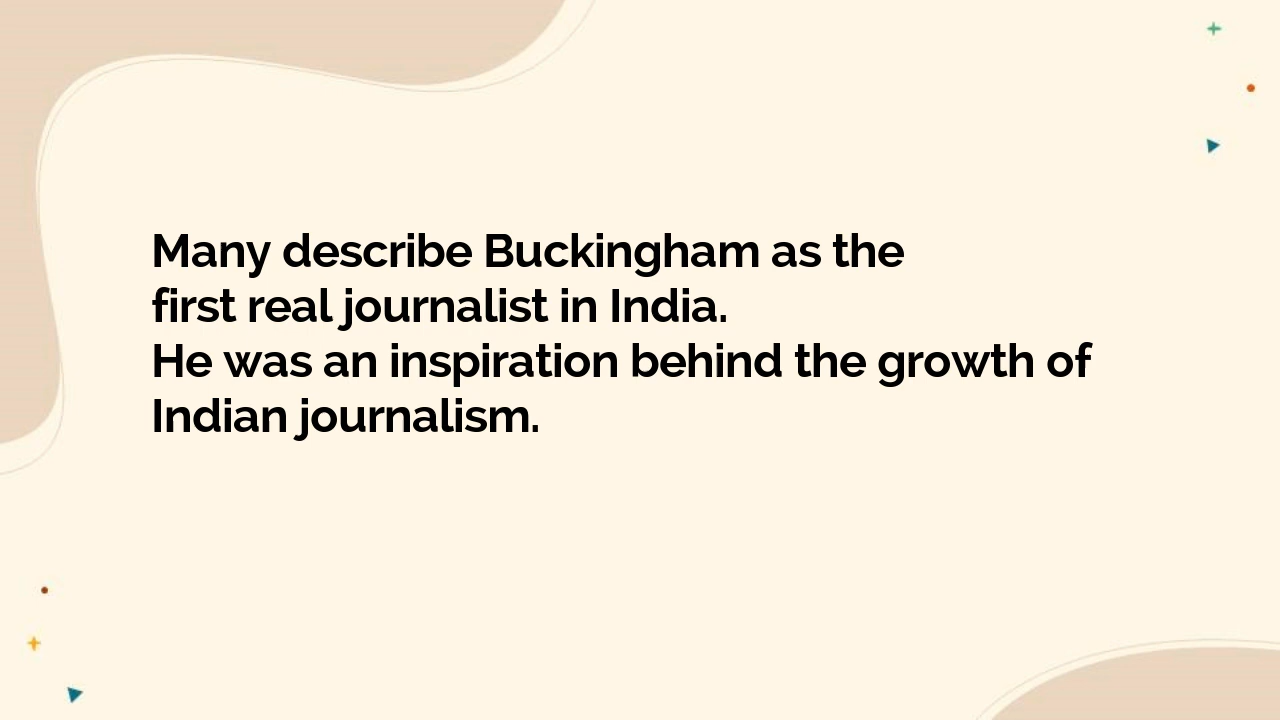 Many describe Buckingham as the
first real journalist in India.
He was an inspiration behind the growth of
Indian journalism.